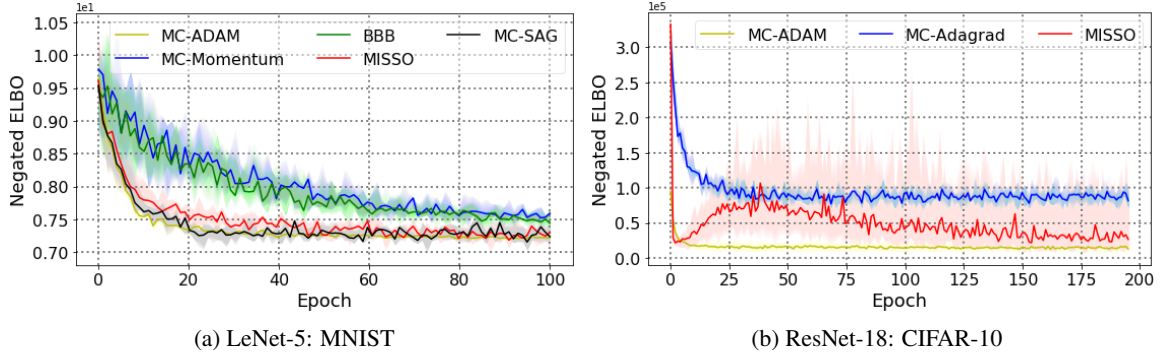 1e1
MC-ADAM BBB MC-SAG
MC-Momentum MISSO
Negated ELBO
1.05
1.00
0.95
0.90
0.85
0.80
0.75
0.70
0 20 40 60 80 100
Epoch
(a) LeNet-5: MNIST
1e5
MC-ADAM MC-Adagrad MISSO
Negated ELBO
3.0
2.5
2.0
1.5
1.0
0.5
0.0
0 25 50 75 100 125 150 175 200
Epoch
(b) ResNet-18: CIFAR-10